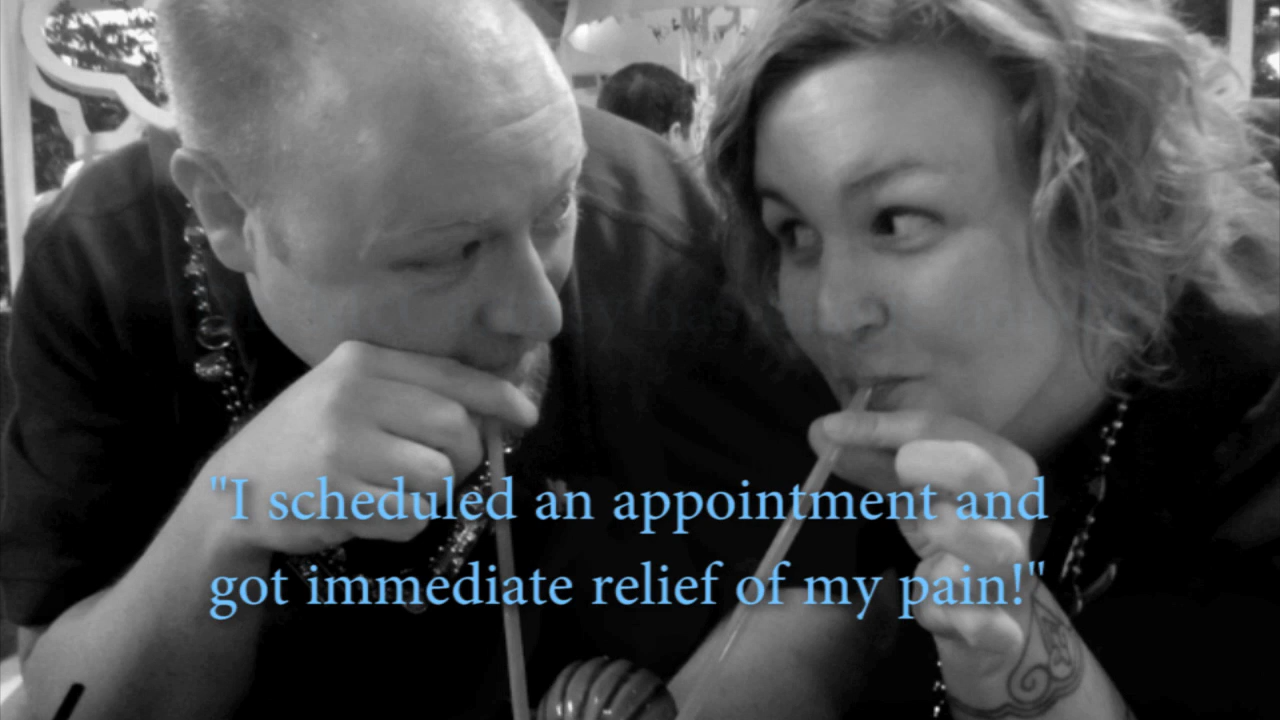 "I scheduled an appointment and
got immediate relief of my pain!"